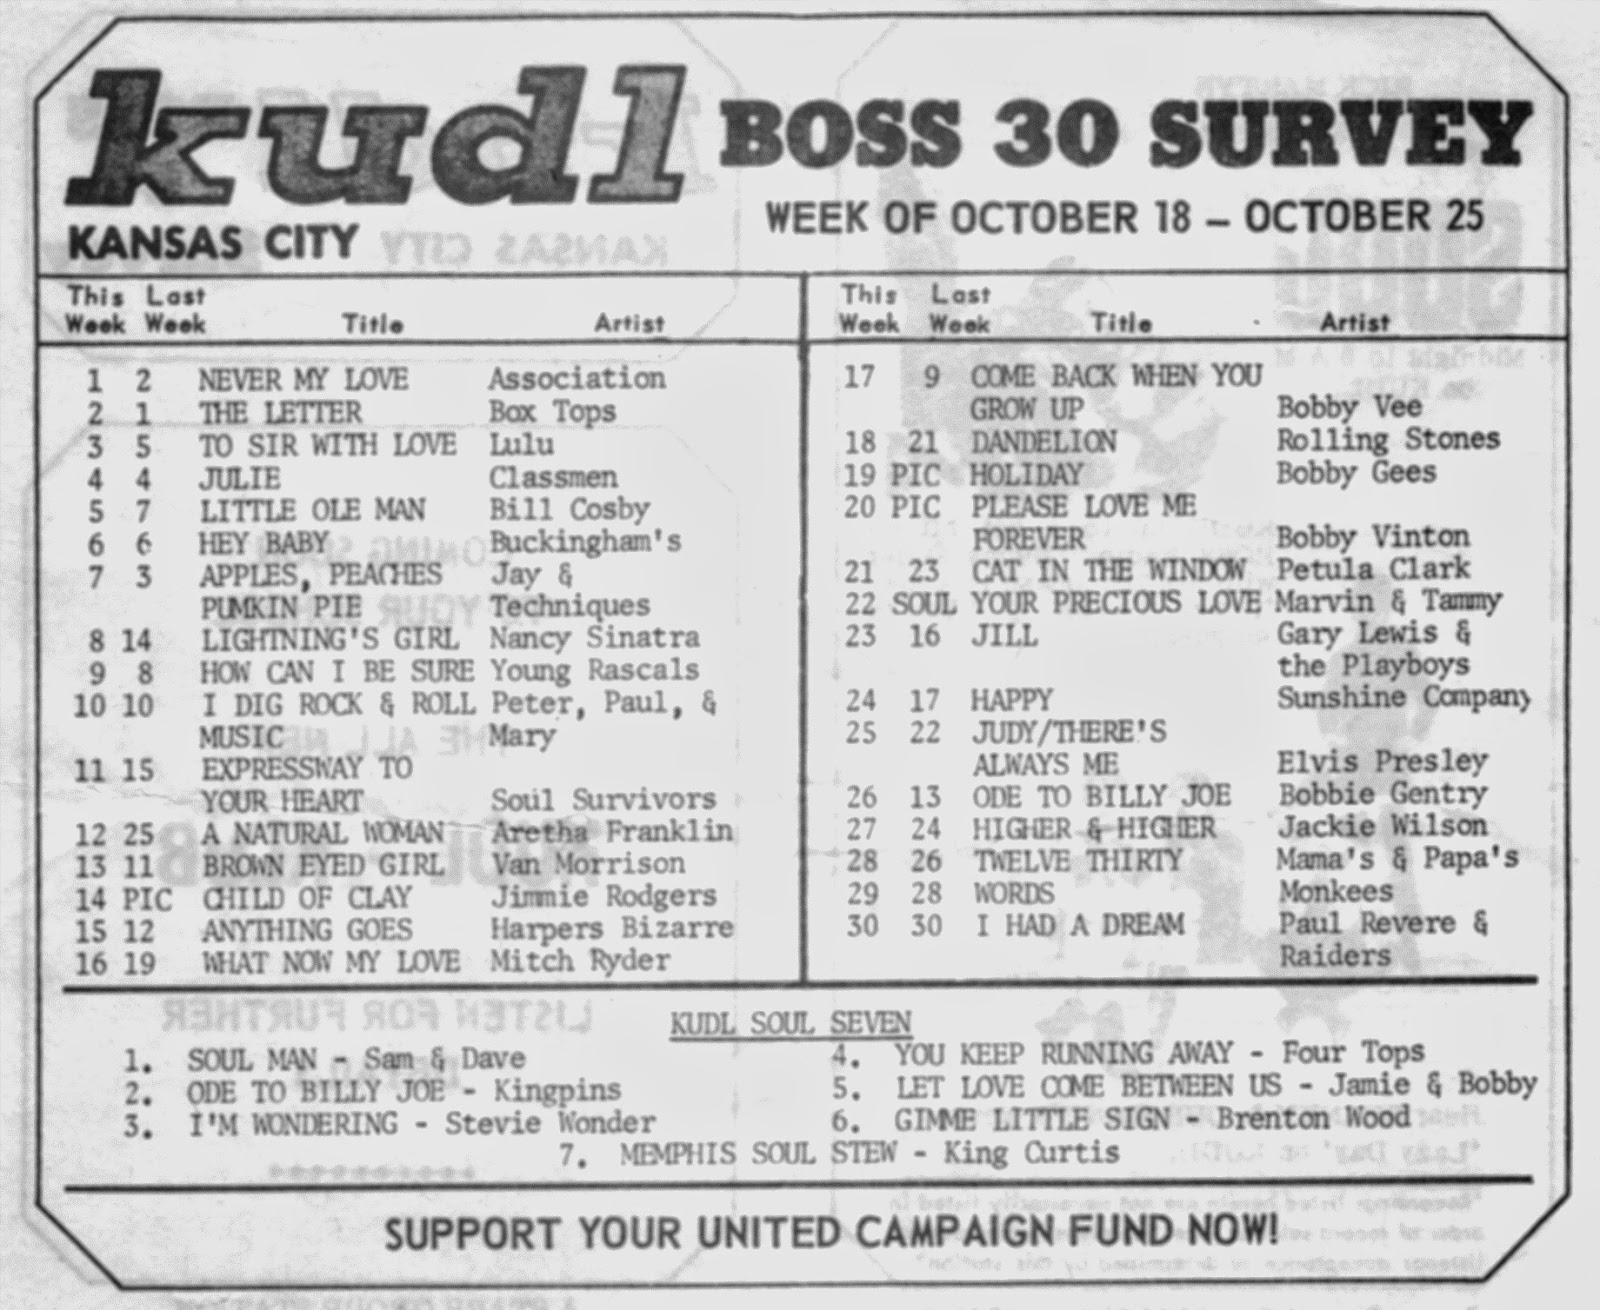 kudl BOSS 30 SURVEY
KANSAS CITY
WEEK OF OCTOBER 18 – OCTOBER 25
This Last
Week Week Title Artist
1 2 NEVER MY LOVE Association
2 1 THE LETTER Box Tops
3 5 TO SIR WITH LOVE Lulu
4 4 JULIE Classmen
5 7 LITTLE OLE MAN Bill Cosby
6 6 HEY BABY Buckingham's
7 3 APPLES, PEACHES Jay &
PUMKIN PIE Techniques
8 14 LIGHTNING'S GIRL Nancy Sinatra
9 8 HOW CAN I BE SURE Young Rascals
10 10 I DIG ROCK & ROLL Peter, Paul, &
MUSIC Mary
11 15 EXPRESSWAY TO
YOUR HEART Soul Survivors
12 25 A NATURAL WOMAN Aretha Franklin
13 11 BROWN EYED GIRL Van Morrison
14 PIC CHILD OF CLAY Jimmie Rodgers
15 12 ANYTHING GOES Harpers Bizarre
16 19 WHAT NOW MY LOVE Mitch Ryder
This Last
Week Week Title Artist
17 9 COME BACK WHEN YOU
GROW UP Bobby Vee
18 21 DANDELION Rolling Stones
19 PIC HOLIDAY Bobby Gees
20 PIC PLEASE LOVE ME
FOREVER Bobby Vinton
21 23 CAT IN THE WINDOW Petula Clark
22 SOUL YOUR PRECIOUS LOVE Marvin & Tammy
23 16 JILL Gary Lewis &
the Playboys
24 17 HAPPY Sunshine Company
25 22 JUDY/THERE'S
ALWAYS ME Elvis Presley
26 13 ODE TO BILLY JOE Bobbie Gentry
27 24 HIGHER & HIGHER Jackie Wilson
28 26 TWELVE THIRTY Mama's & Papa's
29 28 WORDS Monkees
30 30 I HAD A DREAM Paul Revere &
Raiders
KUDL SOUL SEVEN
1. SOUL MAN - Sam & Dave
2. ODE TO BILLY JOE - Kingpins
3. I'M WONDERING - Stevie Wonder
4. YOU KEEP RUNNING AWAY - Four Tops
5. LET LOVE COME BETWEEN US - Jamie & Bobby
6. GIMME LITTLE SIGN - Brenton Wood
7. MEMPHIS SOUL STEW - King Curtis
SUPPORT YOUR UNITED CAMPAIGN FUND NOW!